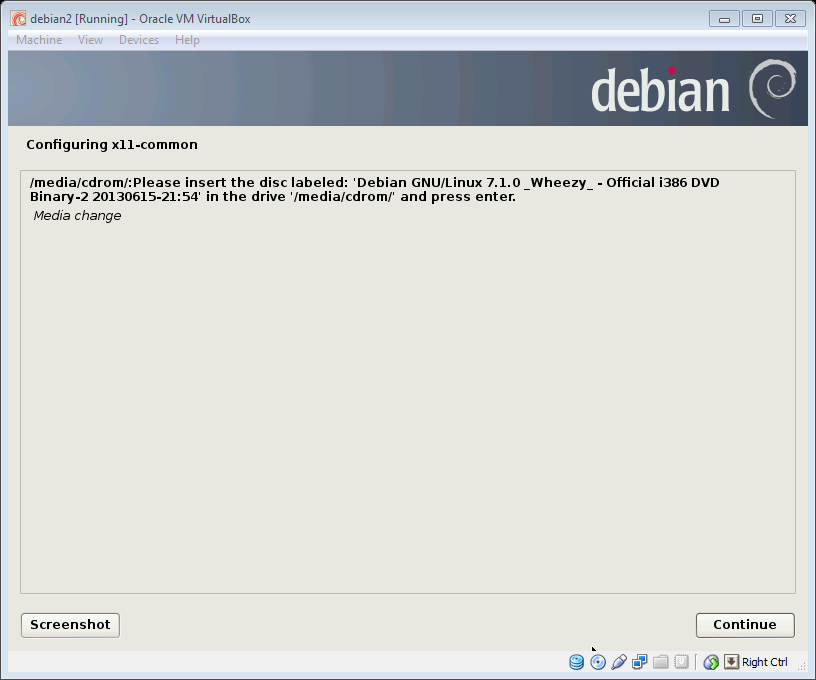 debian2 [Running] - Oracle VM VirtualBox
Machine View Devices Help
debian
Configuring x11-common
/media/cdrom/:Please insert the disc labeled: 'Debian GNU/Linux 7.1.0 _Wheezy_ - Official i386 DVD
Binary-2 20130615-21:54' in the drive '/media/cdrom/' and press enter.
Media change
Screenshot
Continue
Right Ctrl